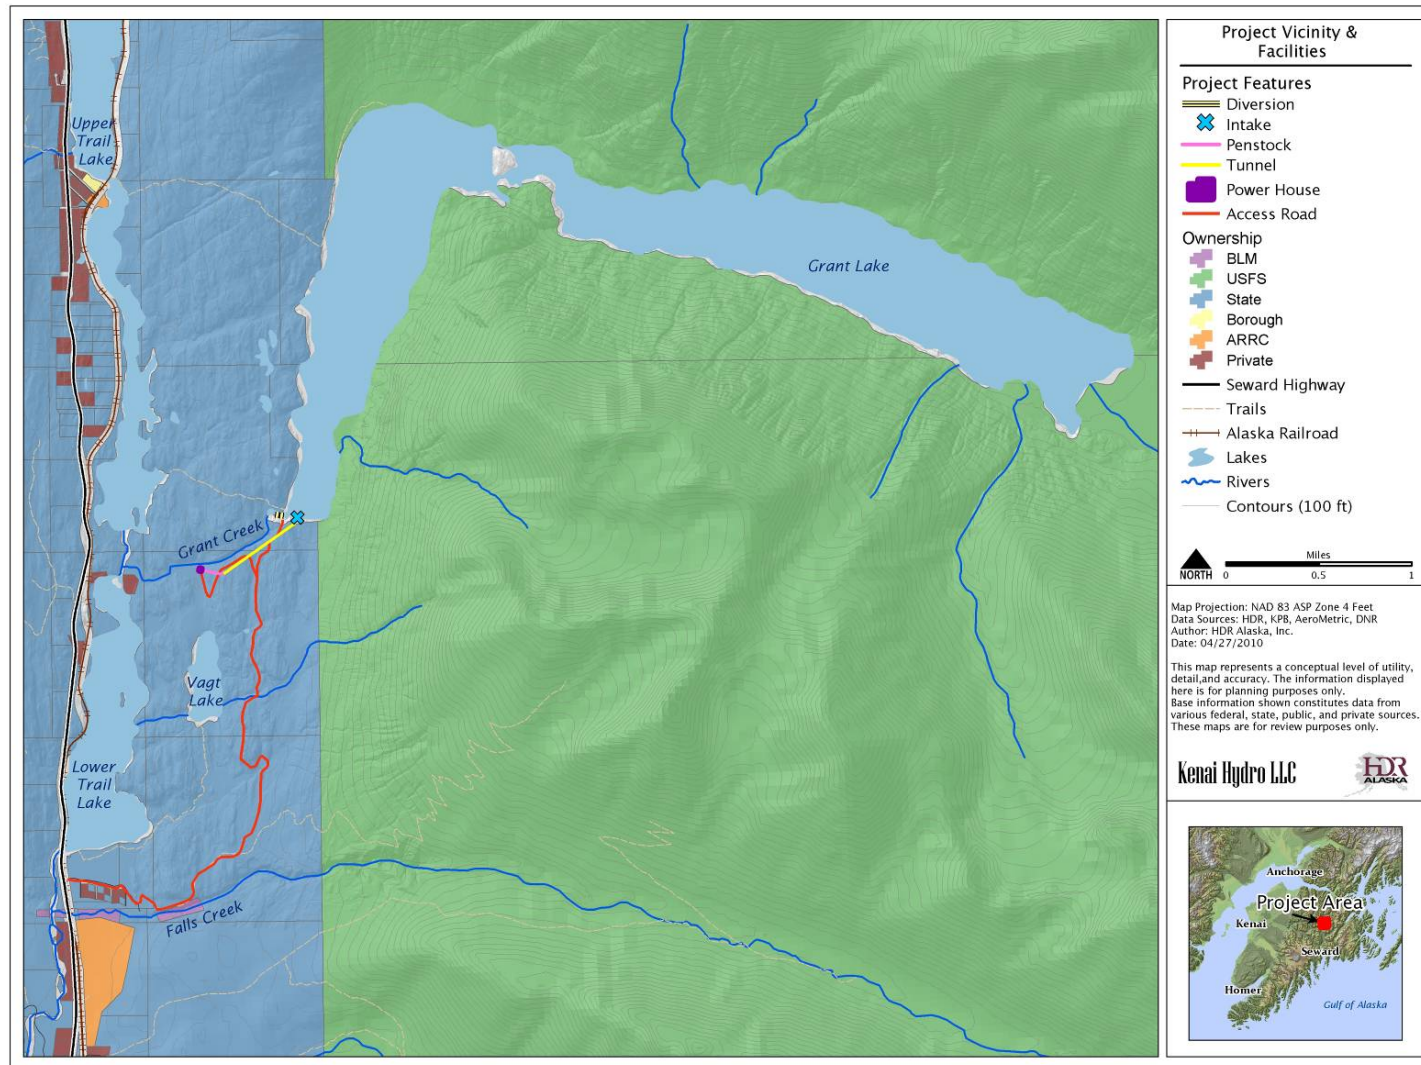 Upper
Trail
Lake
Grant Lake
Grant Creek
Vagt
Lake
Lower
Trail
Lake
Falls Creek
Project Vicinity &
Facilities
Project Features
Diversion
Intake
Penstock
Tunnel
Power House
Access Road
Ownership
BLM
USFS
State
Borough
ARRC
Private
Seward Highway
Trails
Alaska Railroad
Lakes
Rivers
Contours (100 ft)
Miles
NORTH 0 0.5 1
Map Projection: NAD 83 ASP Zone 4 Feet
Data Sources: HDR, KPB, AeroMetric, DNR
Author: HDR Alaska, Inc.
Date: 04/27/2010
This map represents a conceptual level of utility,
detail,and accuracy. The information displayed
here is for planning purposes only.
Base information shown constitutes data from
various federal, state, public, and private sources.
These maps are for review purposes only.
Kenai Hydro LLC
HDR
ALASKA
Anchorage
Project Area
Kenai
Seward
Homer
Gulf of Alaska